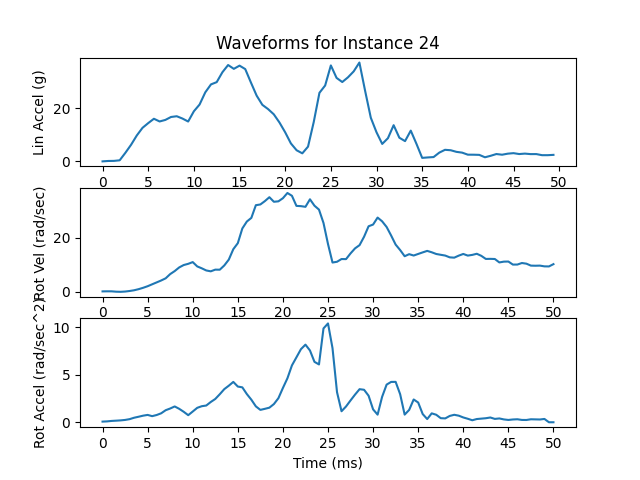 Waveforms for Instance 24
Lin Accel (g)
20
0
0 5 10 15 20 25 30 35 40 45 50
Rot Vel (rad/sec)
20
0
0 5 10 15 20 25 30 35 40 45 50
Rot Accel (rad/sec^2)
10
5
0
0 5 10 15 20 25 30 35 40 45 50
Time (ms)